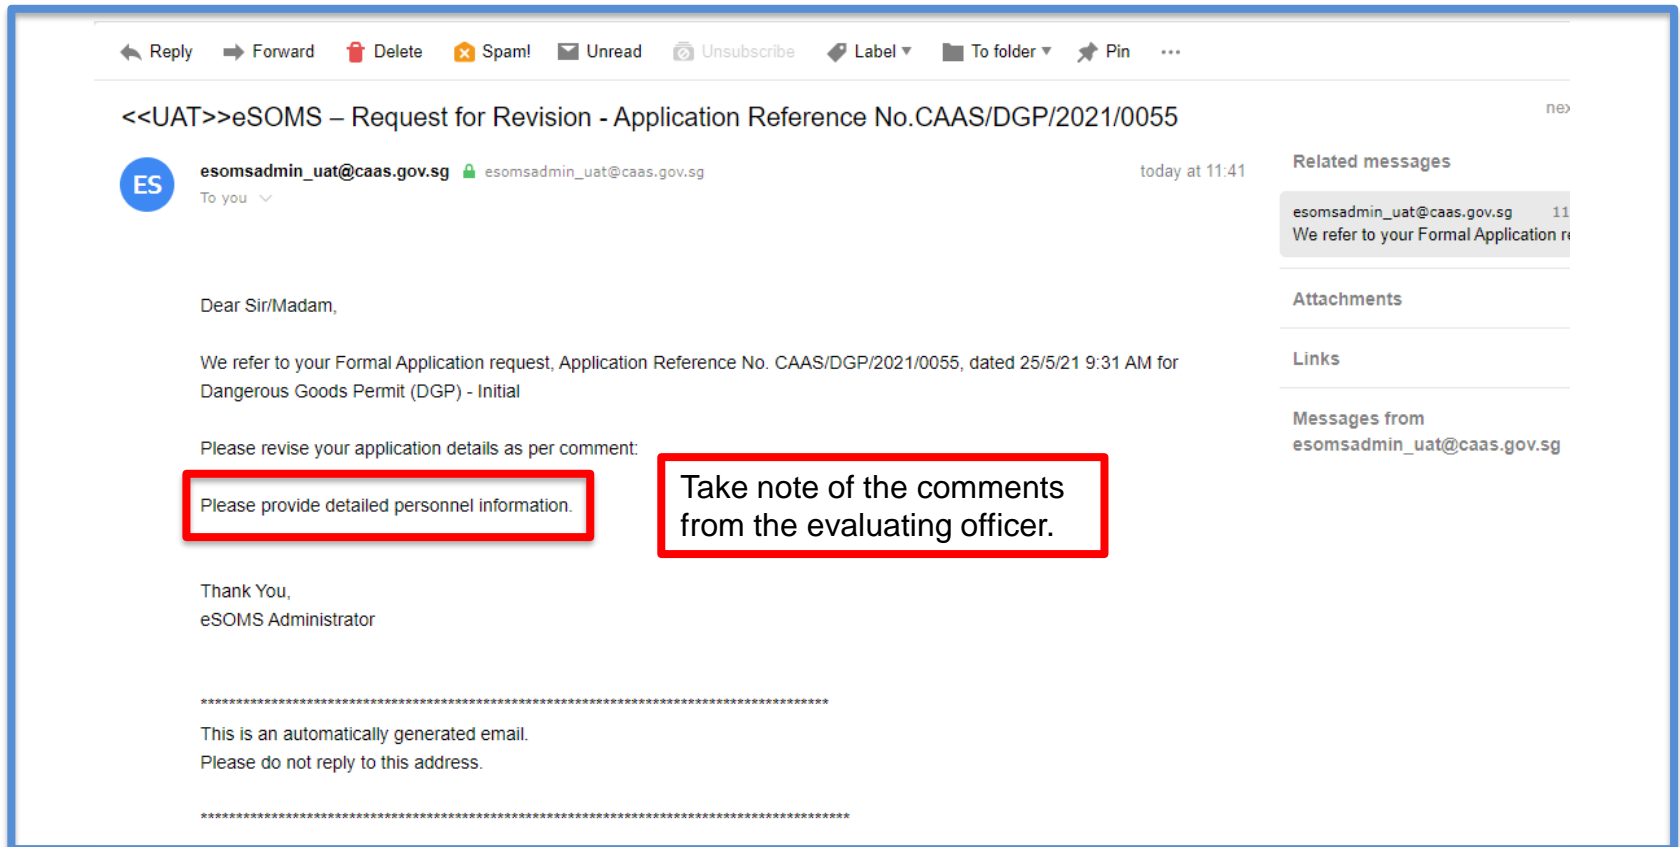 Reply Forward Delete Spam! Unread Unsubscribe Label To folder Pin ...
<<UAT>>eSOMS – Request for Revision - Application Reference No.CAAS/DGP/2021/0055
ES
esomsadmin_uat@caas.gov.sg esomsadmin_uat@caas.gov.sg today at 11:41
To you
Dear Sir/Madam,
We refer to your Formal Application request, Application Reference No. CAAS/DGP/2021/0055, dated 25/5/21 9:31 AM for
Dangerous Goods Permit (DGP) - Initial
Please revise your application details as per comment:
Please provide detailed personnel information.
Take note of the comments
from the evaluating officer.
Thank You,
eSOMS Administrator
*****************************************************************************************
This is an automatically generated email.
Please do not reply to this address.
********************************************************************************************
Related messages
esomsadmin_uat@caas.gov.sg 11
We refer to your Formal Application
Attachments
Links
Messages from
esomsadmin_uat@caas.gov.sg